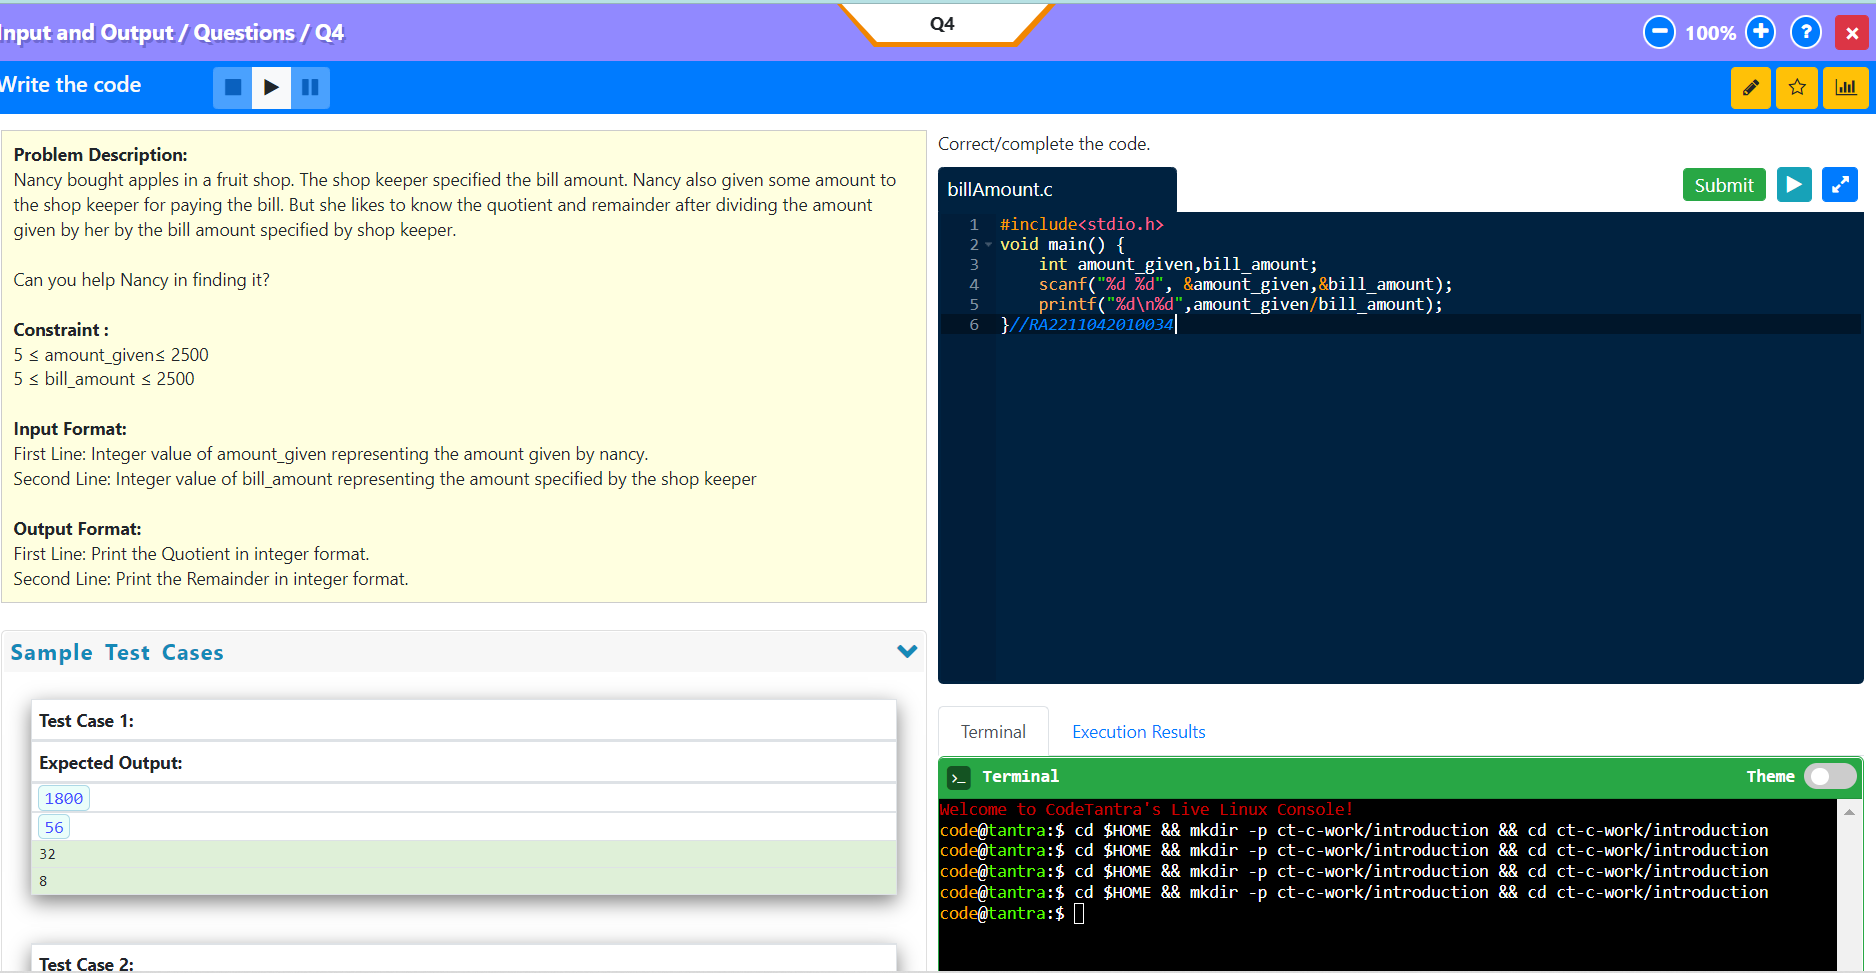 Q4
Input and Output / Questions / Q4
100%
?
Write the code
Problem Description:
Nancy bought apples in a fruit shop. The shop keeper specified the bill amount. Nancy also given some amount to
the shop keeper for paying the bill. But she likes to know the quotient and remainder after dividing the amount
given by her by the bill amount specified by shop keeper.
Can you help Nancy in finding it?
Constraint :
5 ≤ amount_given≤ 2500
5 ≤ bill_amount ≤ 2500
Input Format:
First Line: Integer value of amount_given representing the amount given by nancy.
Second Line: Integer value of bill_amount representing the amount specified by the shop keeper
Output Format:
First Line: Print the Quotient in integer format.
Second Line: Print the Remainder in integer format.
Sample Test Cases
Test Case 1:
Expected Output:
1800
56
32
8
Test Case 2:
Correct/complete the code.
billAmount.c
Submit
1 #include<stdio.h>
2 void main() {
3 int amount_given,bill_amount;
4 scanf("%d %d", &amount_given,&bill_amount);
5 printf("%d\n%d",amount_given/bill_amount);
6 }//RA2211042010034
Terminal
Execution Results
>_ Terminal
Theme
Welcome to CodeTantra's Live Linux Console!
code@tantra:$ cd $HOME && mkdir -p ct-c-work/introduction && cd ct-c-work/introduction
code@tantra:$ cd $HOME && mkdir -p ct-c-work/introduction && cd ct-c-work/introduction
code@tantra:$ cd $HOME && mkdir -p ct-c-work/introduction && cd ct-c-work/introduction
code@tantra:$ cd $HOME && mkdir -p ct-c-work/introduction && cd ct-c-work/introduction
code@tantra:$